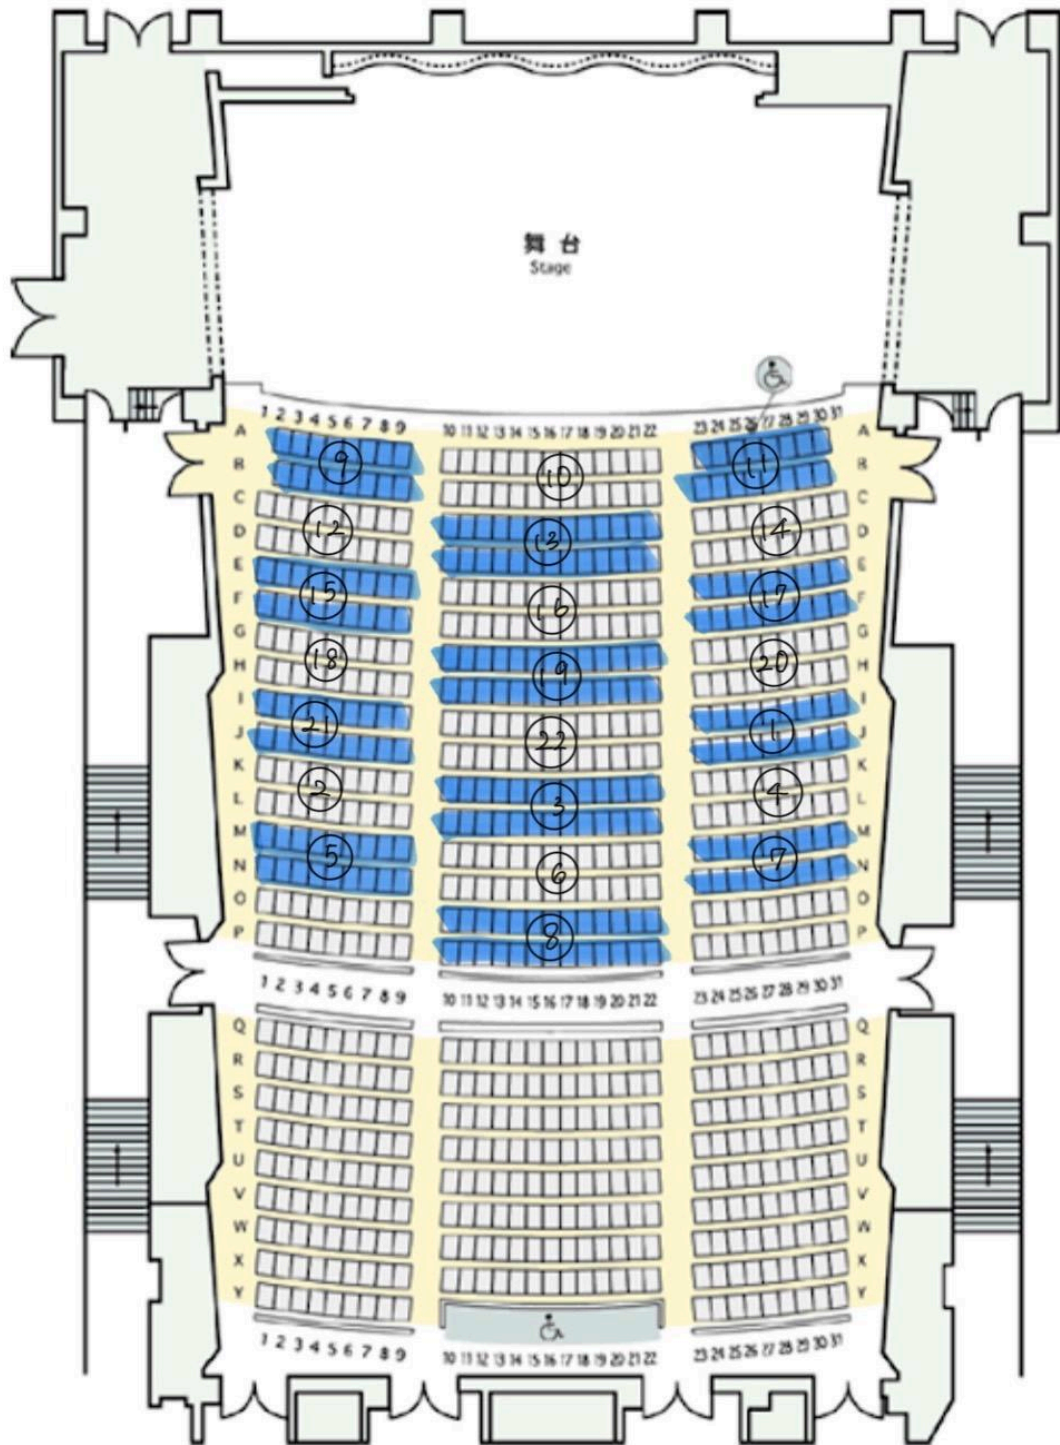 舞台
Stage
1 2 3 4 5 6 7 8 9 10 11 12 13 14 15 16 17 18 19 20 21 22 23 24 25 26 27 28 29 30 31
A A
9 10 11
B B
C C
12 13 14
D D
E E
15 16 17
F F
G G
18 19 20
H H
I I
21 22 1
J J
K K
2 3 4
L L
M M
5 6 7
N N
O O
8
P P
1 2 3 4 5 6 7 8 9 10 11 12 13 14 15 16 17 18 19 20 21 22 23 24 25 26 27 28 29 30 31
Q Q
R R
S S
T T
U U
V V
W W
X X
Y Y
1 2 3 4 5 6 7 8 9 10 11 12 13 14 15 16 17 18 19 20 21 22 23 24 25 26 27 28 29 30 31